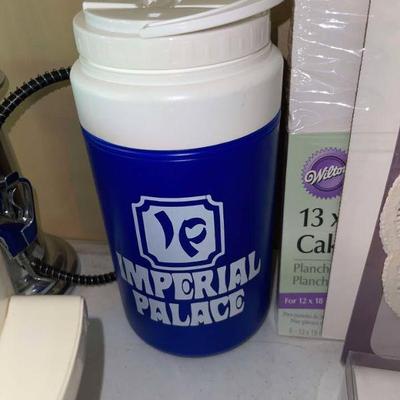 IP
IMPERIAL
PALACE
Wilton
13 x
Cak
Planch
Planch
For 12 x 18